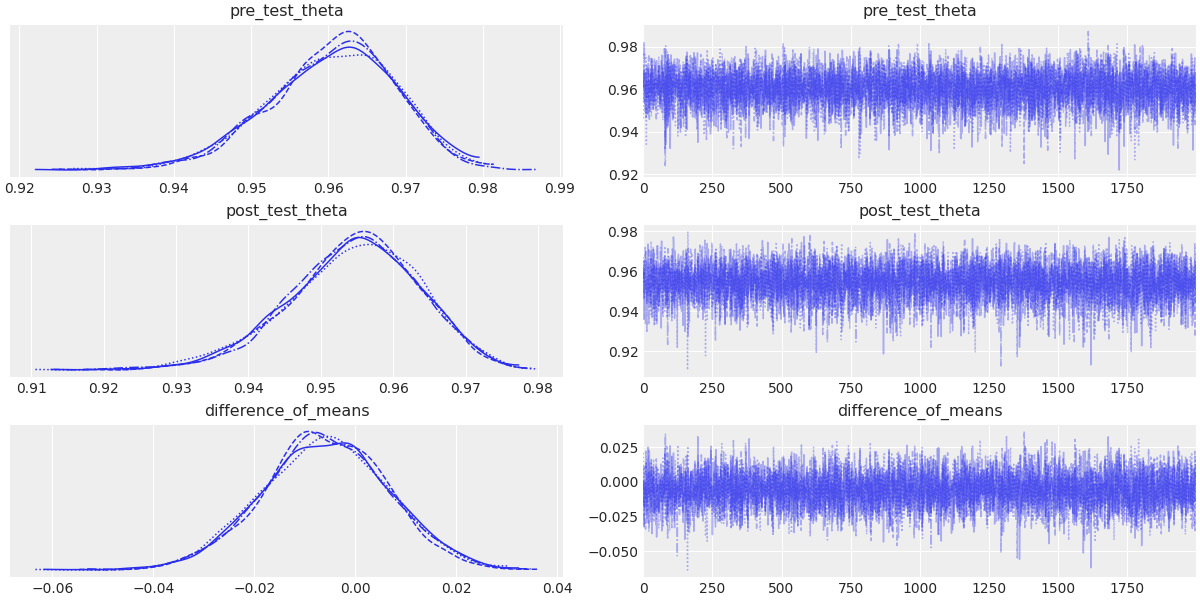 pre_test_theta
0.92 0.93 0.94 0.95 0.96 0.97 0.98 0.99
pre_test_theta
0.98
0.96
0.94
0.92
0 250 500 750 1000 1250 1500 1750
post_test_theta
0.91 0.92 0.93 0.94 0.95 0.96 0.97 0.98
post_test_theta
0.98
0.96
0.94
0.92
0 250 500 750 1000 1250 1500 1750
difference_of_means
−0.06 −0.04 −0.02 0.00 0.02 0.04
difference_of_means
0.025
0.000
−0.025
−0.050
0 250 500 750 1000 1250 1500 1750